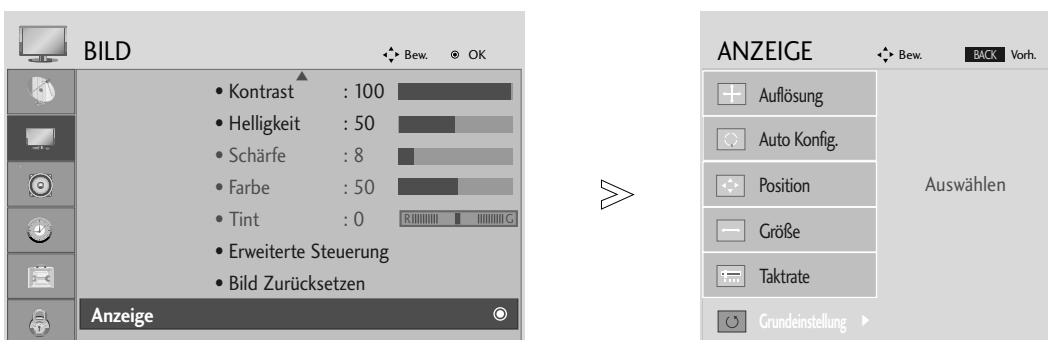 BILD Bew. OK
• Kontrast : 100
• Helligkeit : 50
• Schärfe : 8
• Farbe : 50
• Tint : 0 R G
• Erweiterte Steuerung
• Bild Zurücksetzen
Anzeige
ANZEIGE Bew. BACK Vorh.
Auflösung
Auto Konfig.
Position
Auswählen
Größe
Taktrate
Grundeinstellung